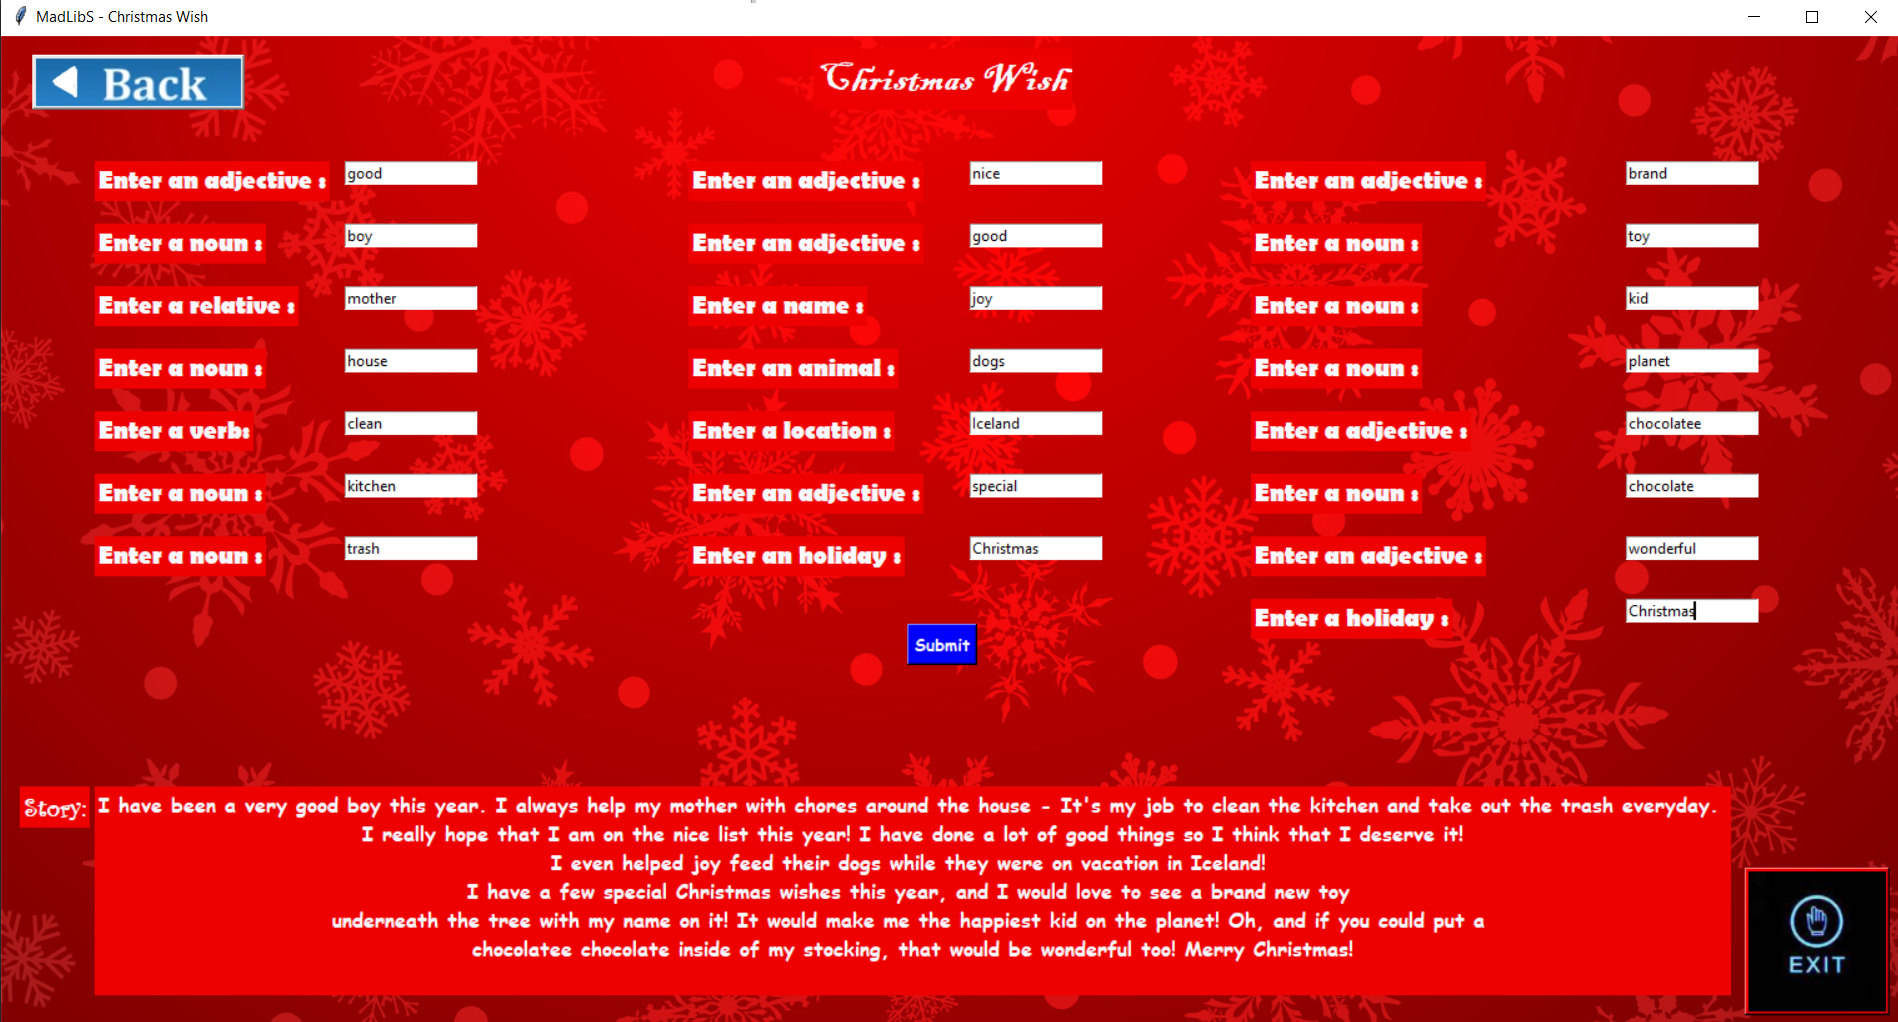 MadLibS - Christmas Wish
Back
Christmas Wish
Enter an adjective : good
Enter a noun : boy
Enter a relative : mother
Enter a noun : house
Enter a verb: clean
Enter a noun : kitchen
Enter a noun : trash
Enter an adjective : nice
Enter an adjective : good
Enter a name : joy
Enter an animal : dogs
Enter a location : Iceland
Enter an adjective : special
Enter an holiday : Christmas
Enter an adjective : brand
Enter a noun : toy
Enter a noun : kid
Enter a noun : planet
Enter a adjective : chocolatee
Enter a noun : chocolate
Enter an adjective : wonderful
Enter a holiday : Christmas
Submit
Story: I have been a very good boy this year. I always help my mother with chores around the house - It's my job to clean the kitchen and take out the trash everyday.
I really hope that I am on the nice list this year! I have done a lot of good things so I think that I deserve it!
I even helped joy feed their dogs while they were on vacation in Iceland!
I have a few special Christmas wishes this year, and I would love to see a brand new toy
underneath the tree with my name on it! It would make me the happiest kid on the planet! Oh, and if you could put a
chocolatee chocolate inside of my stocking, that would be wonderful too! Merry Christmas!
EXIT